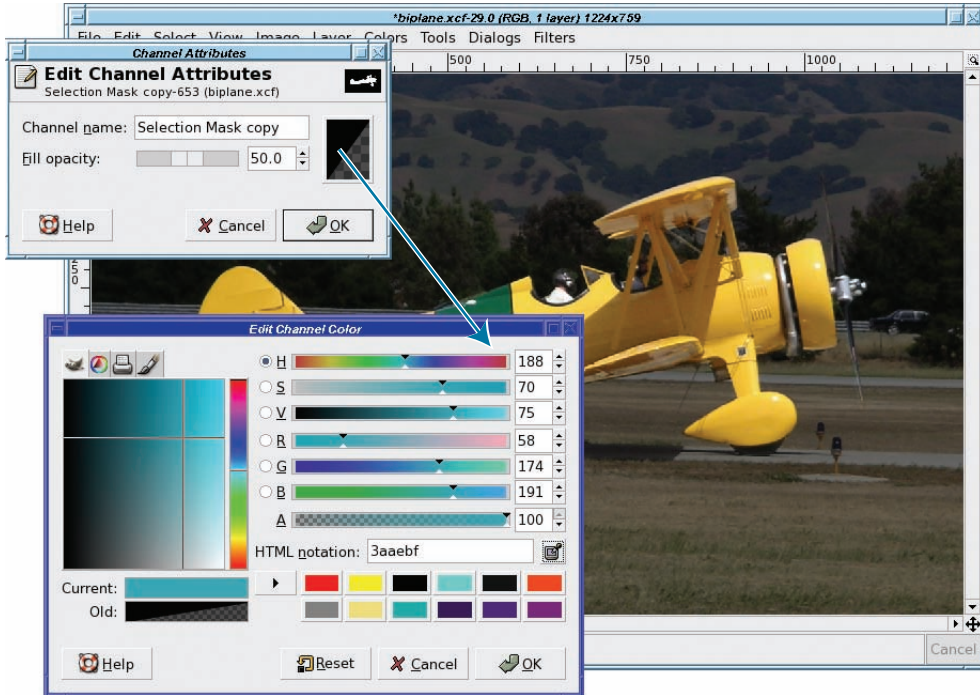 *biplane.xcf-29.0 (RGB, 1 layer) 1224x759
File Edit Select View Image Layer Colors Tools Dialogs Filters
500 750 1000
Channel Attributes
Edit Channel Attributes
Selection Mask copy-653 (biplane.xcf)
Channel name: Selection Mask copy
Fill opacity: 50.0
Help Cancel OK
5
0
Edit Channel Color
H 188
S 70
V 75
R 58
G 174
B 191
A 100
HTML notation: 3aaebf
Current:
Old:
Help Reset Cancel OK
Cancel